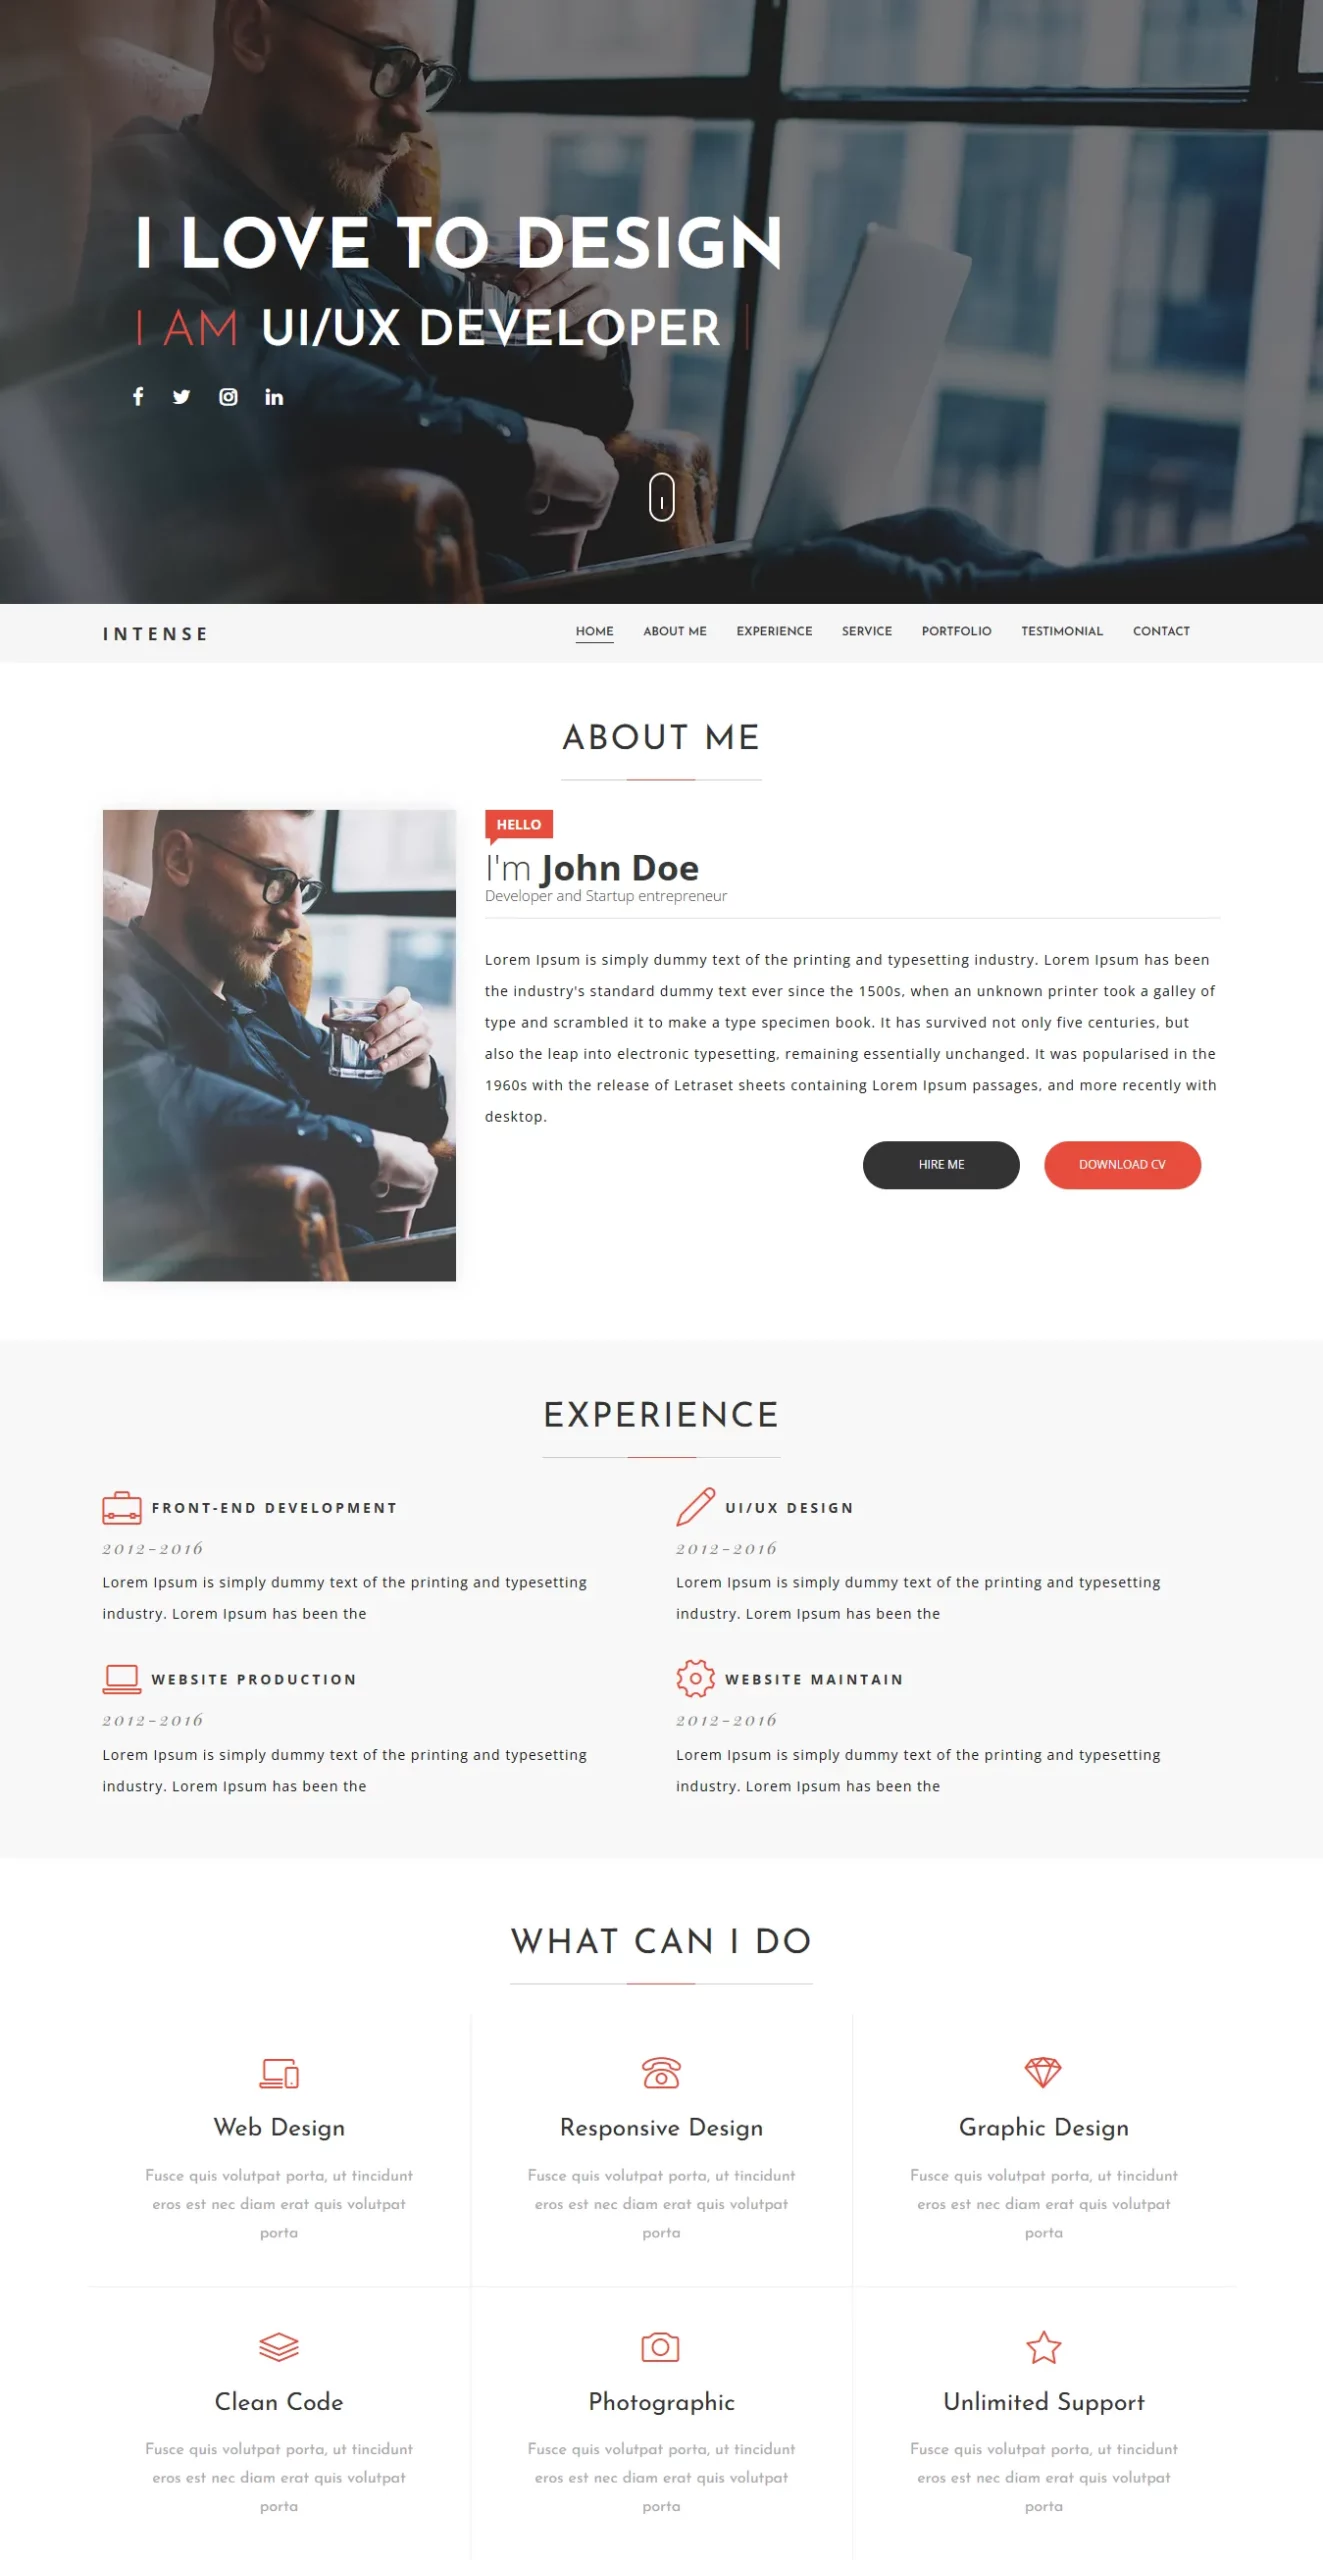 I LOVE TO DESIGN
I AM UI/UX DEVELOPER
INTENSE
HOME ABOUT ME EXPERIENCE SERVICE PORTFOLIO TESTIMONIAL CONTACT
ABOUT ME
HELLO
I'm John Doe
Developer and Startup entrepreneur
Lorem Ipsum is simply dummy text of the printing and typesetting industry. Lorem Ipsum has been
the industry's standard dummy text ever since the 1500s, when an unknown printer took a galley of
type and scrambled it to make a type specimen book. It has survived not only five centuries, but
also the leap into electronic typesetting, remaining essentially unchanged. It was popularised in the
1960s with the release of Letraset sheets containing Lorem Ipsum passages, and more recently with
desktop.
HIRE ME DOWNLOAD CV
EXPERIENCE
FRONT-END DEVELOPMENT
2012-2016
Lorem Ipsum is simply dummy text of the printing and typesetting
industry. Lorem Ipsum has been the
UI/UX DESIGN
2012-2016
Lorem Ipsum is simply dummy text of the printing and typesetting
industry. Lorem Ipsum has been the
WEBSITE PRODUCTION
2012-2016
Lorem Ipsum is simply dummy text of the printing and typesetting
industry. Lorem Ipsum has been the
WEBSITE MAINTAIN
2012-2016
Lorem Ipsum is simply dummy text of the printing and typesetting
industry. Lorem Ipsum has been the
WHAT CAN I DO
Web Design
Fusce quis volutpat porta, ut tincidunt
eros est nec diam erat quis volutpat
porta
Responsive Design
Fusce quis volutpat porta, ut tincidunt
eros est nec diam erat quis volutpat
porta
Graphic Design
Fusce quis volutpat porta, ut tincidunt
eros est nec diam erat quis volutpat
porta
Clean Code
Fusce quis volutpat porta, ut tincidunt
eros est nec diam erat quis volutpat
porta
Photographic
Fusce quis volutpat porta, ut tincidunt
eros est nec diam erat quis volutpat
porta
Unlimited Support
Fusce quis volutpat porta, ut tincidunt
eros est nec diam erat quis volutpat
porta